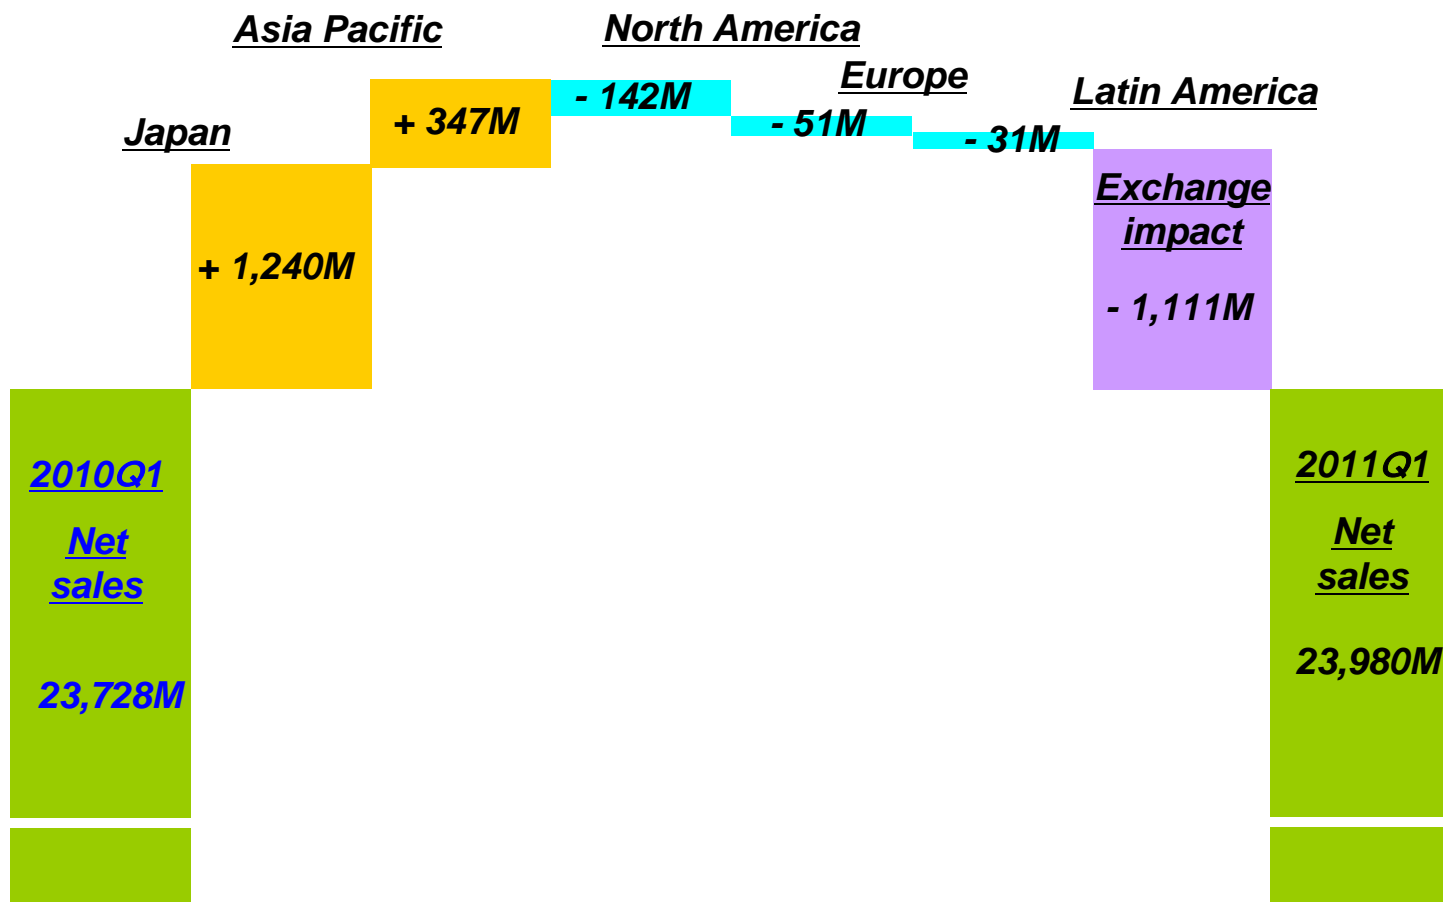 Asia Pacific
North America
Europe
Latin America
Japan
+ 347M
- 142M
- 51M
- 31M
+ 1,240M
Exchange
impact
- 1,111M
2010Q1
Net
sales
23,728M
2011Q1
Net
sales
23,980M